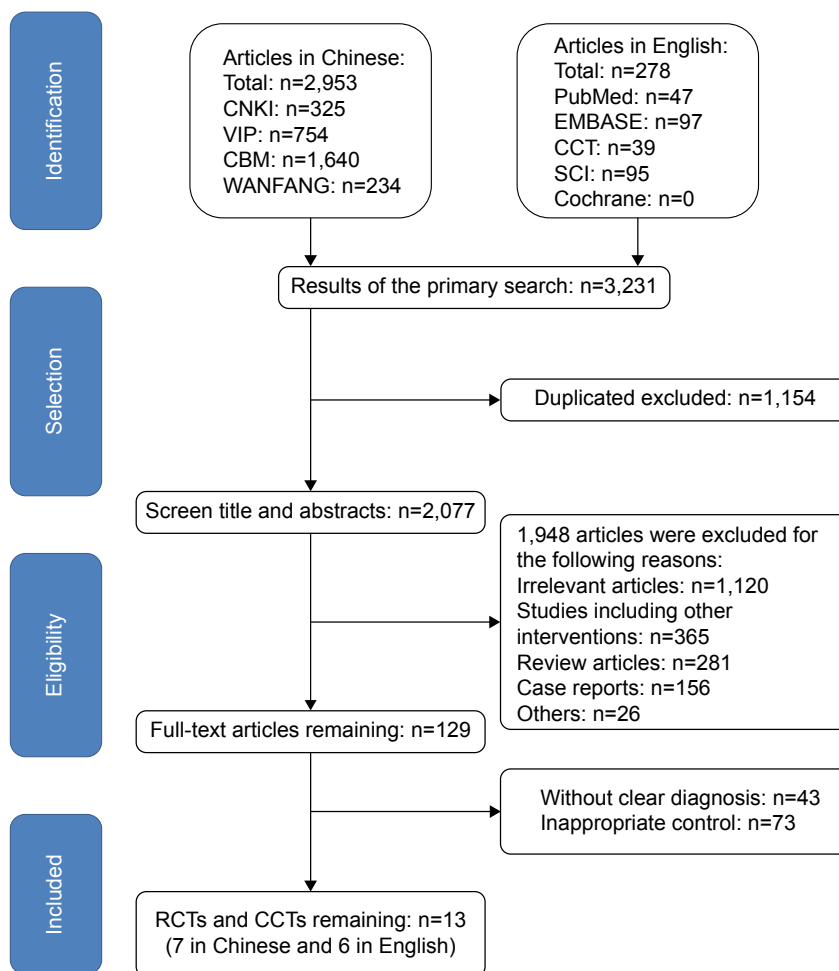 Identification
Articles in Chinese:
Total: n=2,953
CNKI: n=325
VIP: n=754
CBM: n=1,640
WANFANG: n=234
Articles in English:
Total: n=278
PubMed: n=47
EMBASE: n=97
CCT: n=39
SCI: n=95
Cochrane: n=0
Results of the primary search: n=3,231
Selection
Duplicated excluded: n=1,154
Screen title and abstracts: n=2,077
Eligibility
1,948 articles were excluded for
the following reasons:
Irrelevant articles: n=1,120
Studies including other
interventions: n=365
Review articles: n=281
Case reports: n=156
Others: n=26
Full-text articles remaining: n=129
Included
Without clear diagnosis: n=43
Inappropriate control: n=73
RCTs and CCTs remaining: n=13
(7 in Chinese and 6 in English)